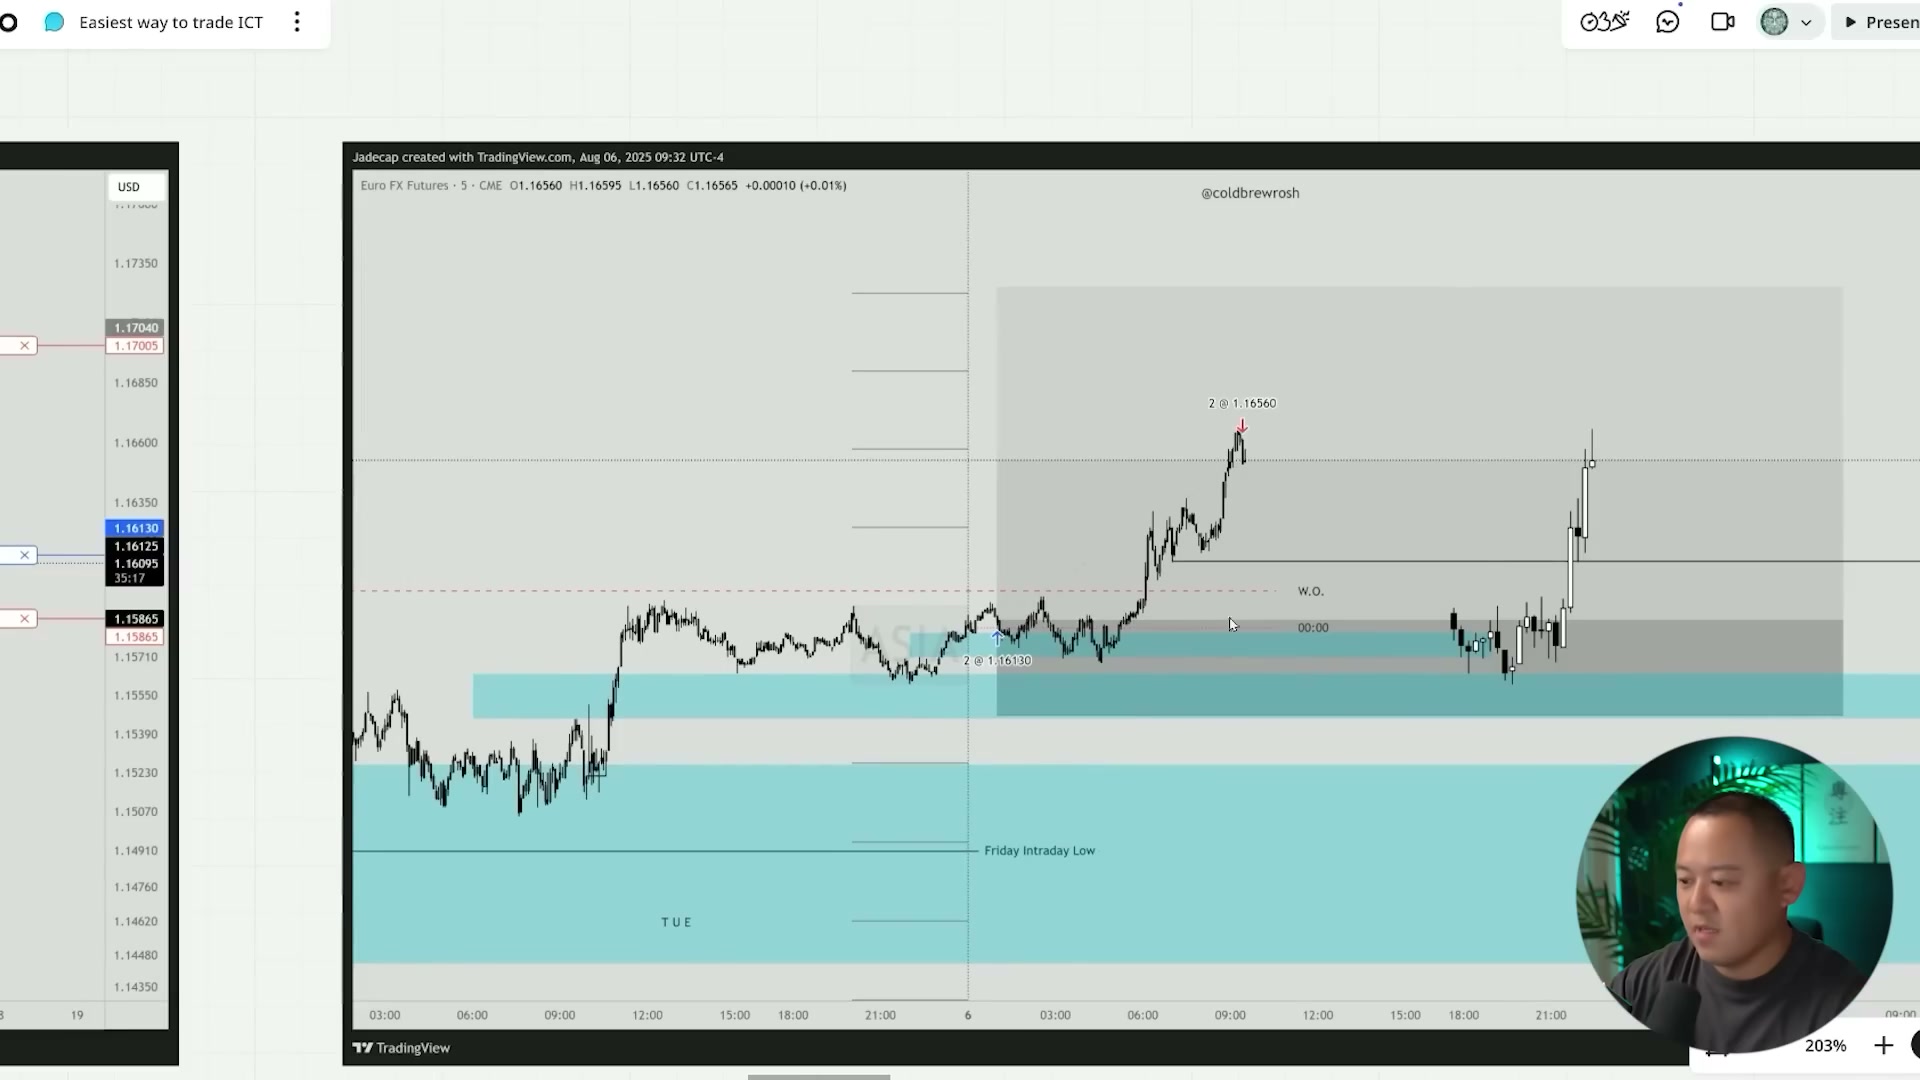 Easiest way to trade ICT
Presen
Jadecap created with TradingView.com, Aug 06, 2025 09:32 UTC-4
USD
Euro FX Futures · 5 · CME O1.16560 H1.16595 L1.16560 C1.16565 +0.00010 (+0.01%)
@coldbrewrosh
1.17350
1.17040
1.17005
1.16850
1.16600
1.16350
1.16130
1.16125
1.16095
35:17
1.15865
1.15865
1.15710
1.15550
1.15390
1.15230
1.15070
1.14910
1.14760
1.14620
1.14480
1.14350
19
2 @ 1.16560
W.O.
00:00
ASIA
2 @ 1.16130
Friday Intraday Low
TUE
03:00 06:00 09:00 12:00 15:00 18:00 21:00 6 03:00 06:00 09:00 12:00 15:00 18:00 21:00 09:00
TradingView
203%